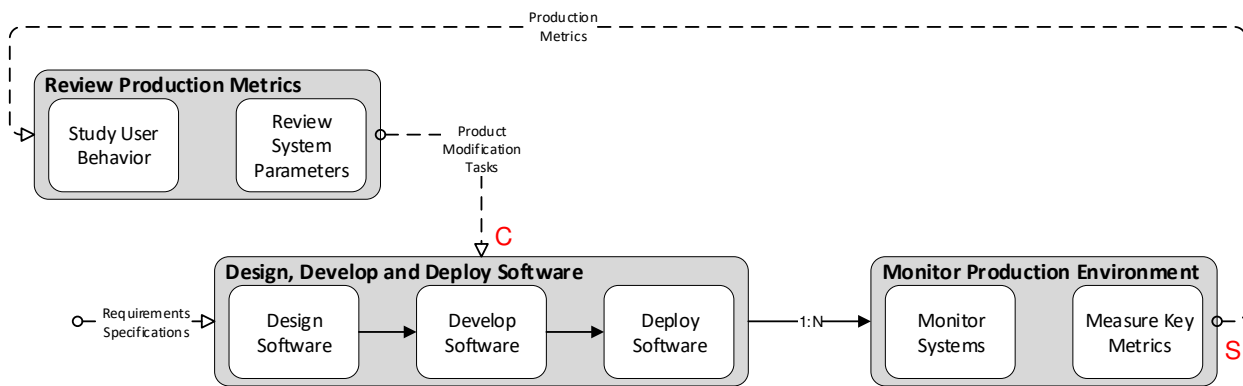 Production
Metrics
Review Production Metrics
Study User
Behavior
Review
System
Parameters
Product
Modification
Tasks
C
Design, Develop and Deploy Software
Monitor Production Environment
Requirements
Specifications
Design
Software
Develop
Software
Deploy
Software
1:N
Monitor
Systems
Measure Key
Metrics
S